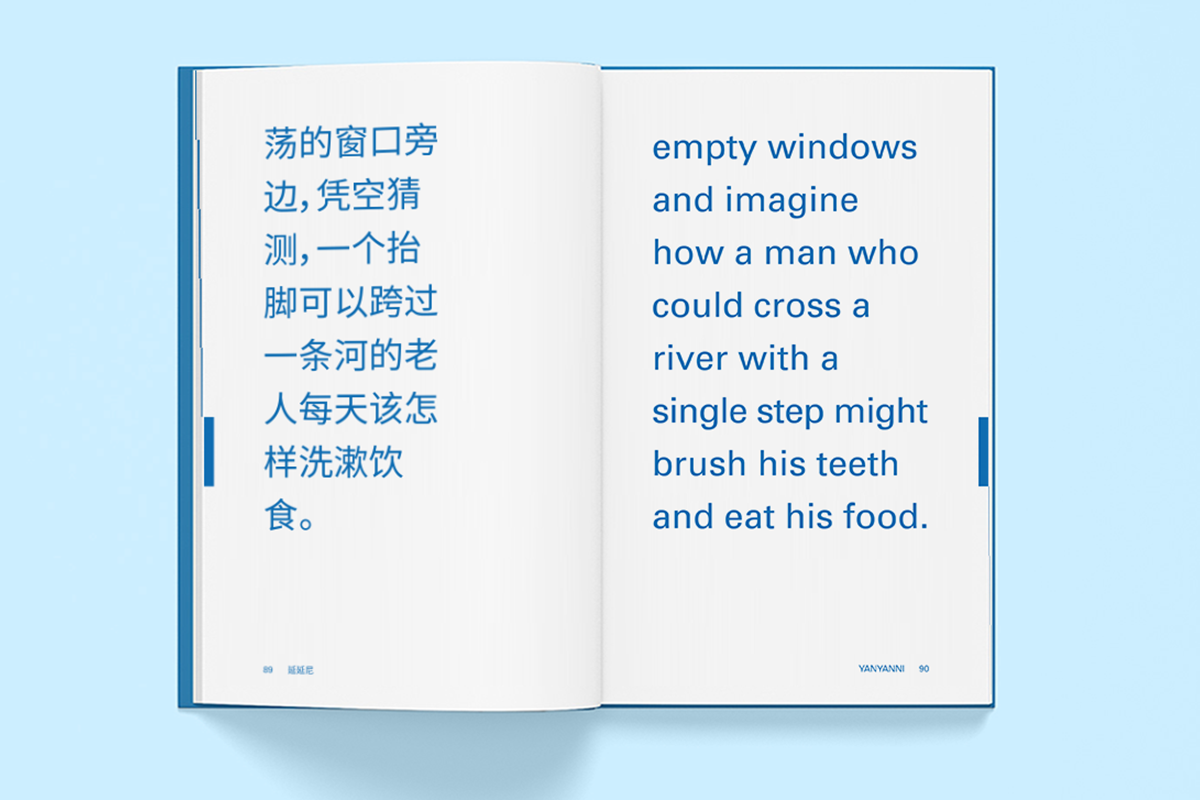 荡的窗口旁
边，凭空猜
测，一个抬
脚可以跨过
一条河的老
人每天该怎
样洗漱饮
食。
89 延延尼
empty windows
and imagine
how a man who
could cross a
river with a
single step might
brush his teeth
and eat his food.
YANYANNI 90